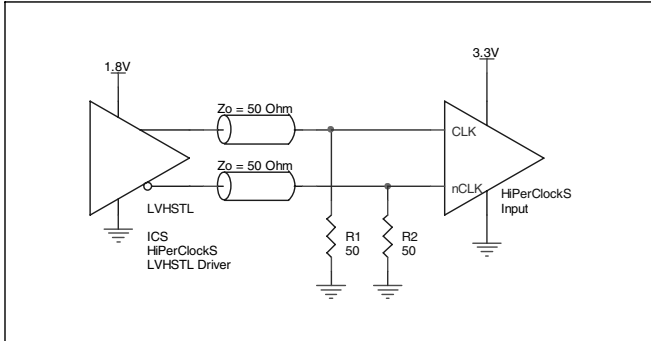 1.8V
3.3V
Zo = 50 Ohm
CLK
Zo = 50 Ohm
nCLK
HiPerClockS
Input
LVHSTL
ICS
HiPerClockS
LVHSTL Driver
R1
50
R2
50